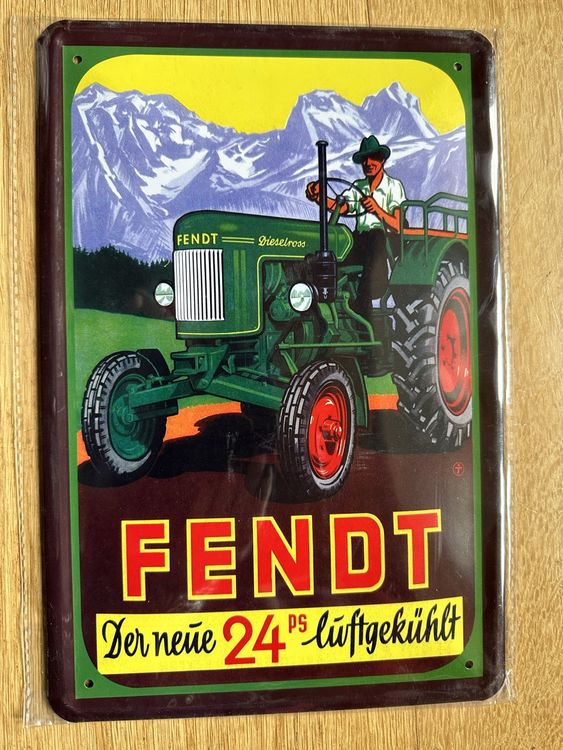 FENDT Dieselross
FENDT
Der neue 24 PS luftgekühlt